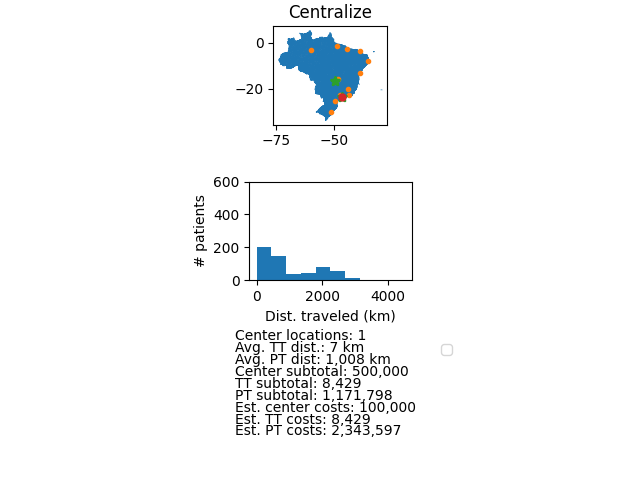 Centralize
0
−20
−75
−50
600
400
200
0
# patients
0
2000
4000
Dist. traveled (km)
Center locations: 1
Avg. TT dist.: 7 km
Avg. PT dist: 1,008 km
Center subtotal: 500,000
TT subtotal: 8,429
PT subtotal: 1,171,798
Est. center costs: 100,000
Est. TT costs: 8,429
Est. PT costs: 2,343,597